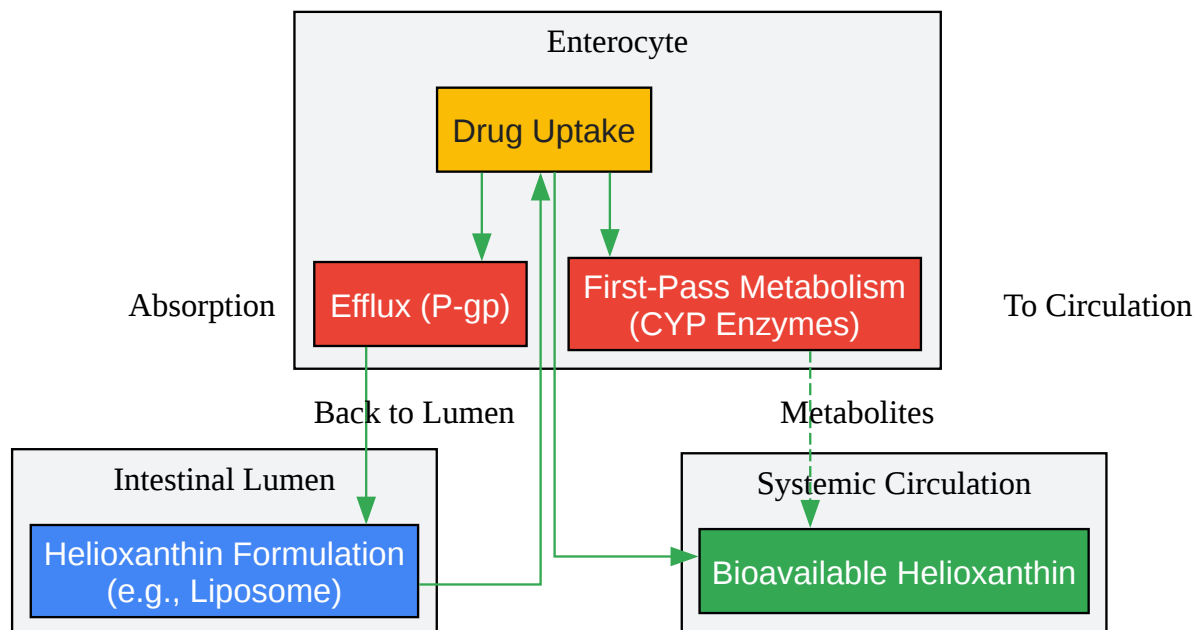 Enterocyte
Drug Uptake
Absorption
Efflux (P-gp)
First-Pass Metabolism
(CYP Enzymes)
To Circulation
Back to Lumen
Metabolites
Intestinal Lumen
Systemic Circulation
Helioxanthin Formulation
(e.g., Liposome)
Bioavailable Helioxanthin